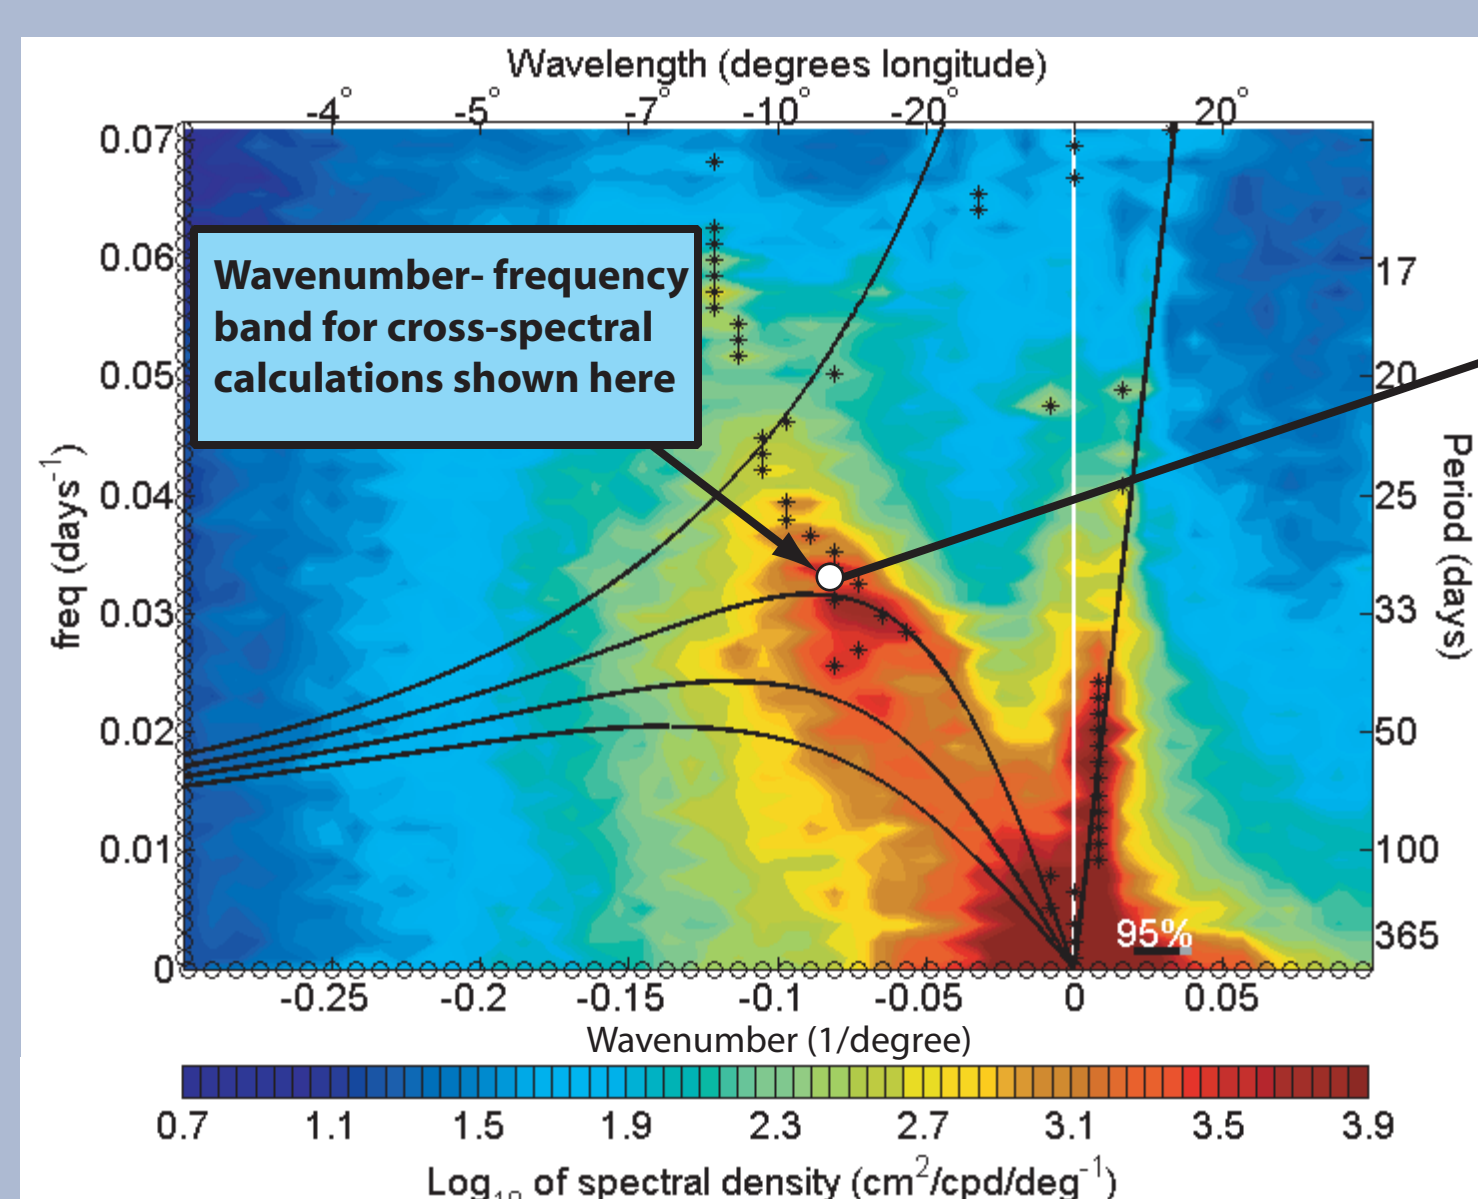 Wavelength (degrees longitude)
-4° -5° -7° -10° -20° 20°
0.07
0.06
0.05
0.04
0.03
0.02
0.01
0
freq (days⁻¹)
Wavenumber- frequency
band for cross-spectral
calculations shown here
17
20
25
33
50
100
365
Period (days)
95%
-0.25 -0.2 -0.15 -0.1 -0.05 0 0.05
Wavenumber (1/degree)
0.7 1.1 1.5 1.9 2.3 2.7 3.1 3.5 3.9
Log₁₀ of spectral density (cm²/cpd/deg⁻¹)